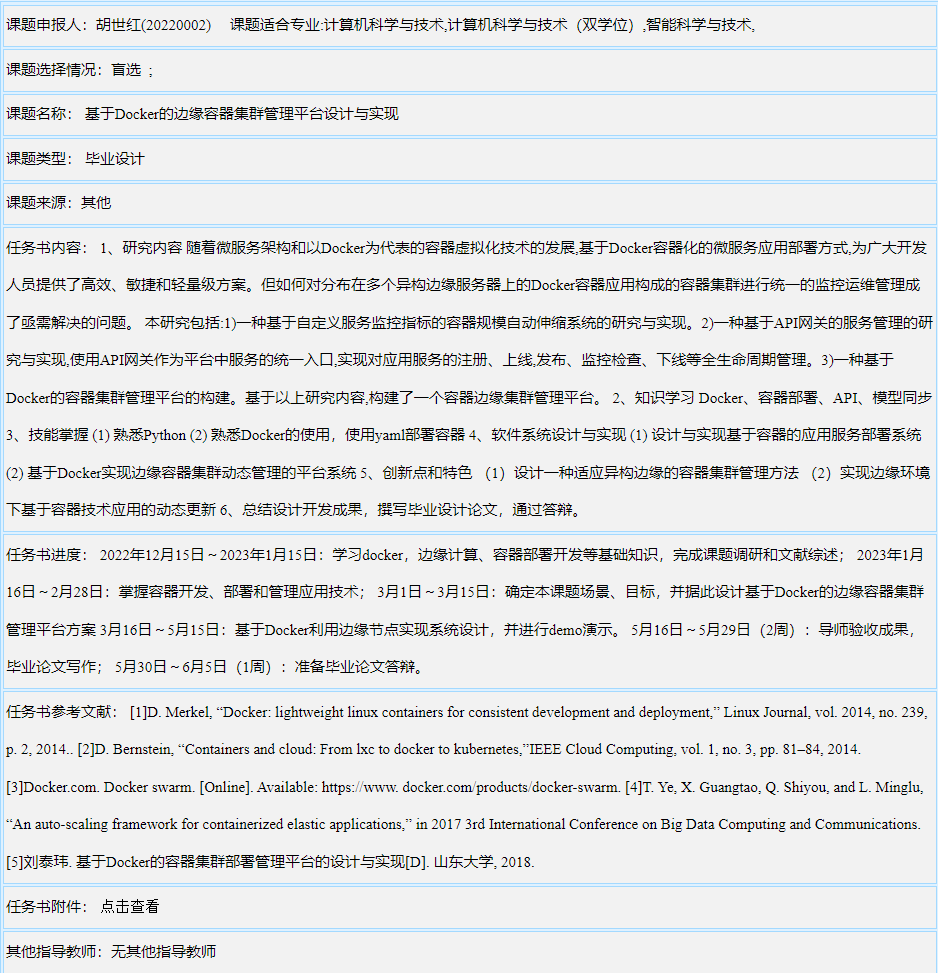 课题申报人：胡世红(20220002)    课题适合专业:计算机科学与技术,计算机科学与技术（双学位）,智能科学与技术,
课题选择情况：盲选 ;
课题名称： 基于Docker的边缘容器集群管理平台设计与实现
课题类型： 毕业设计
课题来源：其他
任务书内容： 1、研究内容 随着微服务架构和以Docker为代表的容器虚拟化技术的发展,基于Docker容器化的微服务应用部署方式,为广大开发
人员提供了高效、敏捷和轻量级方案。但如何对分布在多个异构边缘服务器上的Docker容器应用构成的容器集群进行统一的监控运维管理成
了亟需解决的问题。 本研究包括:1)一种基于自定义服务监控指标的容器规模自动伸缩系统的研究与实现。2)一种基于API网关的服务管理的研
究与实现,使用API网关作为平台中服务的统一入口,实现对应用服务的注册、上线,发布、监控检查、下线等全生命周期管理。3)一种基于
Docker的容器集群管理平台的构建。基于以上研究内容,构建了一个容器边缘集群管理平台。 2、知识学习 Docker、容器部署、API、模型同步
3、技能掌握 (1) 熟悉Python (2) 熟悉Docker的使用，使用yaml部署容器 4、软件系统设计与实现 (1) 设计与实现基于容器的应用服务部署系统
(2) 基于Docker实现边缘容器集群动态管理的平台系统 5、创新点和特色 （1）设计一种适应异构边缘的容器集群管理方法 （2）实现边缘环境
下基于容器技术应用的动态更新 6、总结设计开发成果，撰写毕业设计论文，通过答辩。
任务书进度： 2022年12月15日～2023年1月15日：学习docker，边缘计算、容器部署开发等基础知识，完成课题调研和文献综述； 2023年1月
16日～2月28日：掌握容器开发、部署和管理应用技术； 3月1日～3月15日：确定本课题场景、目标，并据此设计基于Docker的边缘容器集群
管理平台方案 3月16日～5月15日：基于Docker利用边缘节点实现系统设计，并进行demo演示。 5月16日～5月29日（2周）：导师验收成果，
毕业论文写作； 5月30日～6月5日（1周）：准备毕业论文答辩。
任务书参考文献： [1]D. Merkel, “Docker: lightweight linux containers for consistent development and deployment,” Linux Journal, vol. 2014, no. 239,
p. 2, 2014.. [2]D. Bernstein, “Containers and cloud: From lxc to docker to kubernetes,”IEEE Cloud Computing, vol. 1, no. 3, pp. 81–84, 2014.
[3]Docker.com. Docker swarm. [Online]. Available: https://www. docker.com/products/docker-swarm. [4]T. Ye, X. Guangtao, Q. Shiyou, and L. Minglu,
“An auto-scaling framework for containerized elastic applications,” in 2017 3rd International Conference on Big Data Computing and Communications.
[5]刘泰玮. 基于Docker的容器集群部署管理平台的设计与实现[D]. 山东大学, 2018.
任务书附件： 点击查看
其他指导教师：无其他指导教师